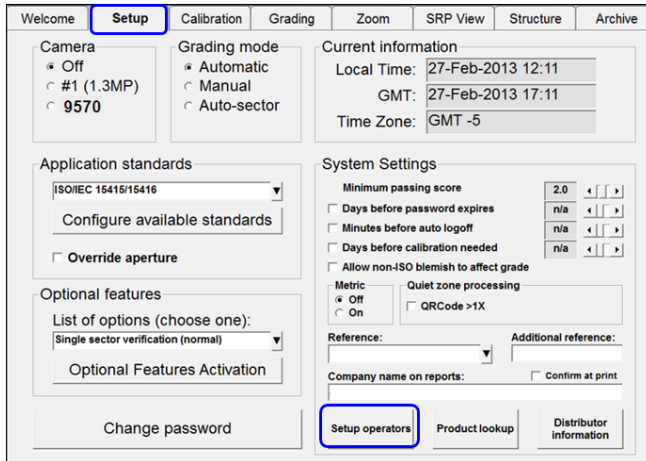 Welcome Setup Calibration Grading Zoom SRP View Structure Archive
Camera
Off
#1 (1.3MP)
9570
Grading mode
Automatic
Manual
Auto-sector
Current information
Local Time: 27-Feb-2013 12:11
GMT: 27-Feb-2013 17:11
Time Zone: GMT -5
Application standards
ISO/IEC 15415/15416
Configure available standards
Override aperture
Optional features
List of options (choose one):
Single sector verification (normal)
Optional Features Activation
Change password
System Settings
Minimum passing score 2.0
Days before password expires n/a
Minutes before auto logoff n/a
Days before calibration needed n/a
Allow non-ISO blemish to affect grade
Metric
Off
On
Quiet zone processing
QRCode >1X
Reference: Additional reference:
Company name on reports: Confirm at print
Setup operators
Product lookup
Distributor
information